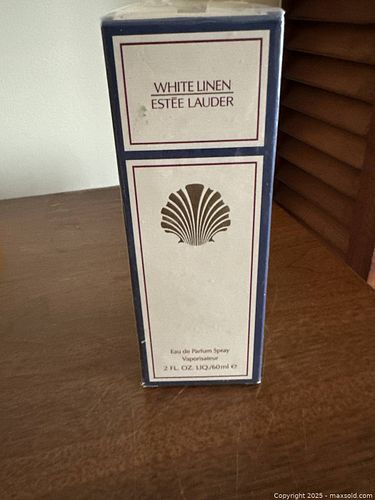 WHITE LINEN
ESTĒE LAUDER
Eau de Parfum Spray
Vaporisateur
2 FL. OZ. LIQ./60ml ℮
Copyright 2025 - maxsold.com